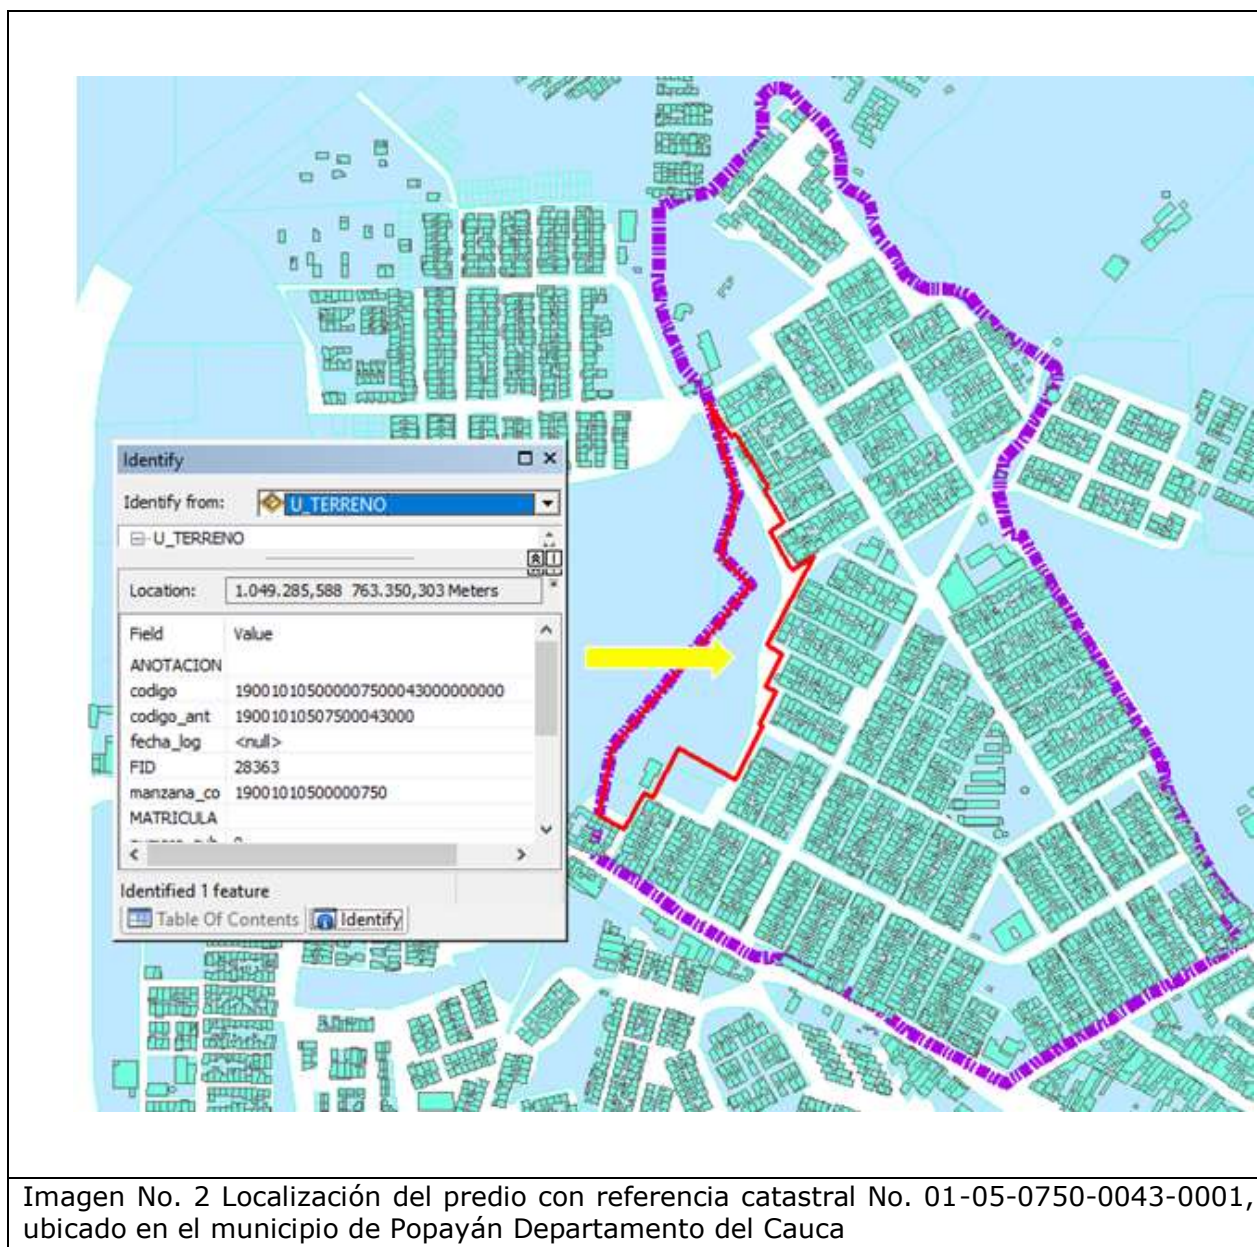 Identify
Identify from: U_TERRENO
U_TERRENO
Location: 1.049.285,588 763.350,303 Meters
Field Value
ANOTACION
codigo 190010105000007500043000000000
codigo_ant 19001010507500043000
fecha_log <null>
FID 28363
manzana_co 19001010500000750
MATRICULA
Identified 1 feature
Table Of Contents Identify
Imagen No. 2 Localización del predio con referencia catastral No. 01-05-0750-0043-0001,
ubicado en el municipio de Popayán Departamento del Cauca